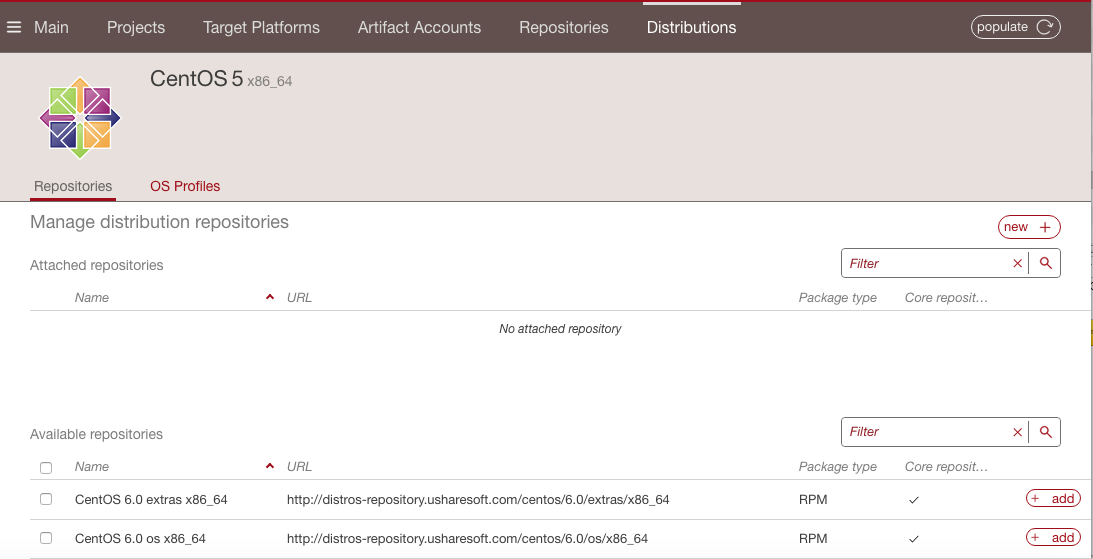 Main Projects Target Platforms Artifact Accounts Repositories Distributions populate
CentOS 5 x86_64
Repositories OS Profiles
Manage distribution repositories
new +
Attached repositories Filter
Name URL Package type Core reposit...
No attached repository
Available repositories Filter
Name URL Package type Core reposit...
CentOS 6.0 extras x86_64 http://distros-repository.usharesoft.com/centos/6.0/extras/x86_64 RPM + add
CentOS 6.0 os x86_64 http://distros-repository.usharesoft.com/centos/6.0/os/x86_64 RPM + add